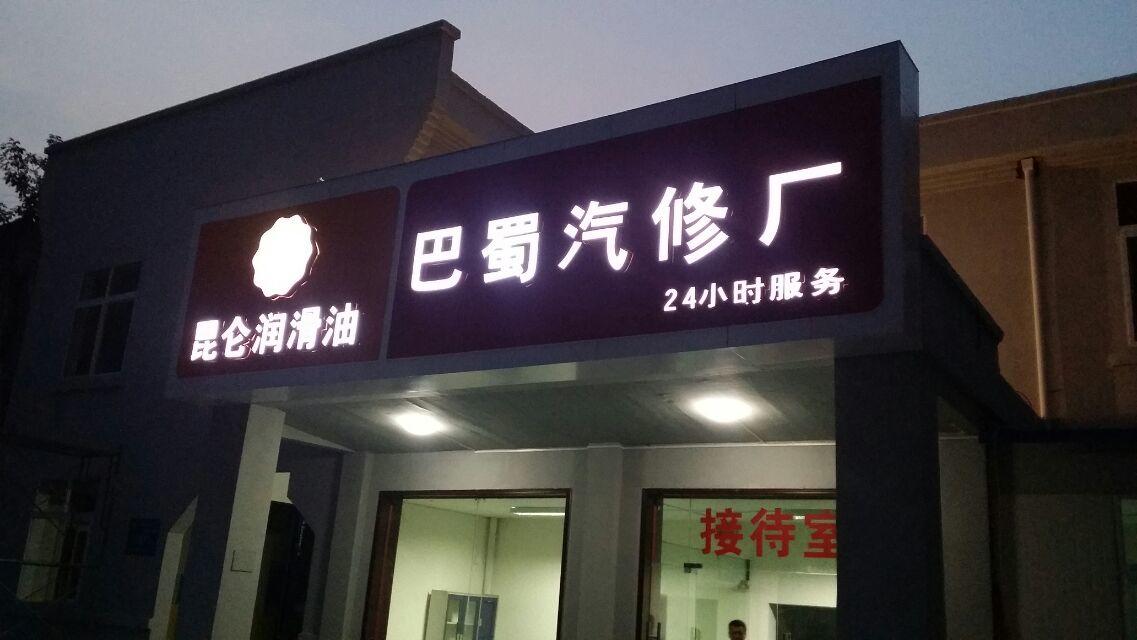 昆仑润滑油
巴蜀汽修厂
24小时服务
接待室